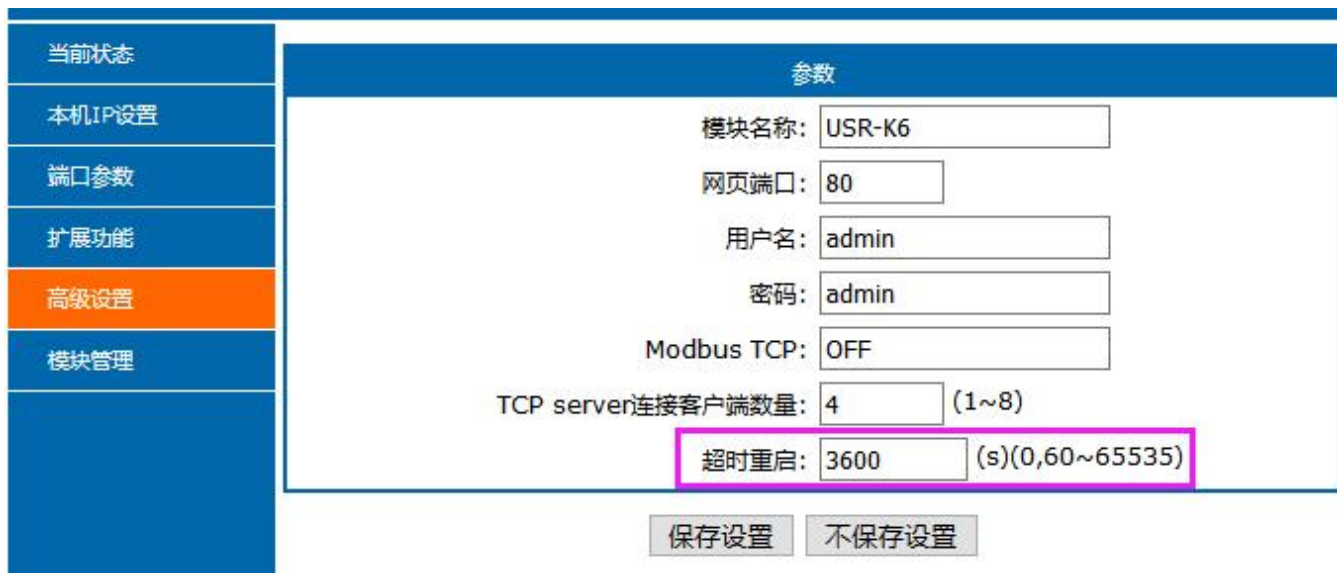 当前状态
本机IP设置
端口参数
扩展功能
高级设置
模块管理
参数
模块名称: USR-K6
网页端口: 80
用户名: admin
密码: admin
Modbus TCP: OFF
TCP server连接客户端数量: 4 (1~8)
超时重启: 3600 (s)(0,60~65535)
保存设置 不保存设置